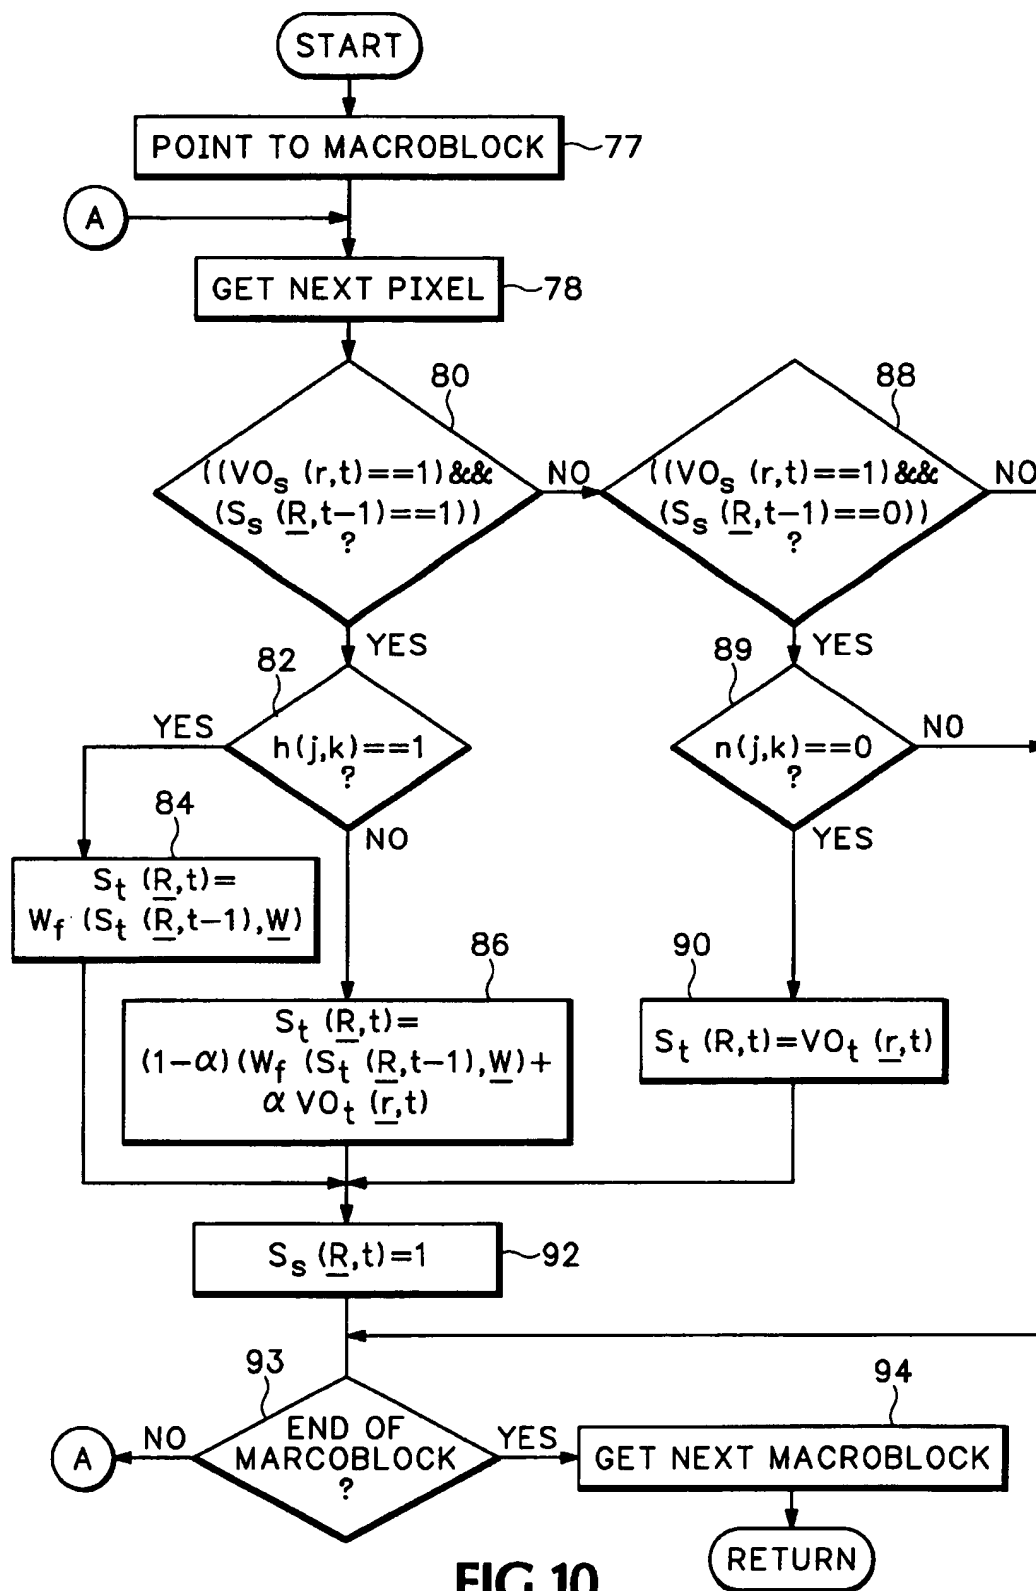 START
POINT TO MACROBLOCK
77
A
GET NEXT PIXEL
78
80
((VOs (r,t)==1)&&
(Ss (R,t-1)==1))
?
NO
YES
88
((VOs (r,t)==1)&&
(Ss (R,t-1)==0))
?
NO
YES
82
h(j,k)==1
?
YES
NO
89
n(j,k)==0
?
NO
YES
84
St (R,t)=
Wf (St (R,t-1),W)
86
St (R,t)=
(1-α)(Wf (St (R,t-1),W)+
α VOt (r,t)
90
St (R,t)=VOt (r,t)
Ss (R,t)=1
92
93
END OF
MARCOBLOCK
?
NO
A
YES
94
GET NEXT MACROBLOCK
RETURN
FIG.10